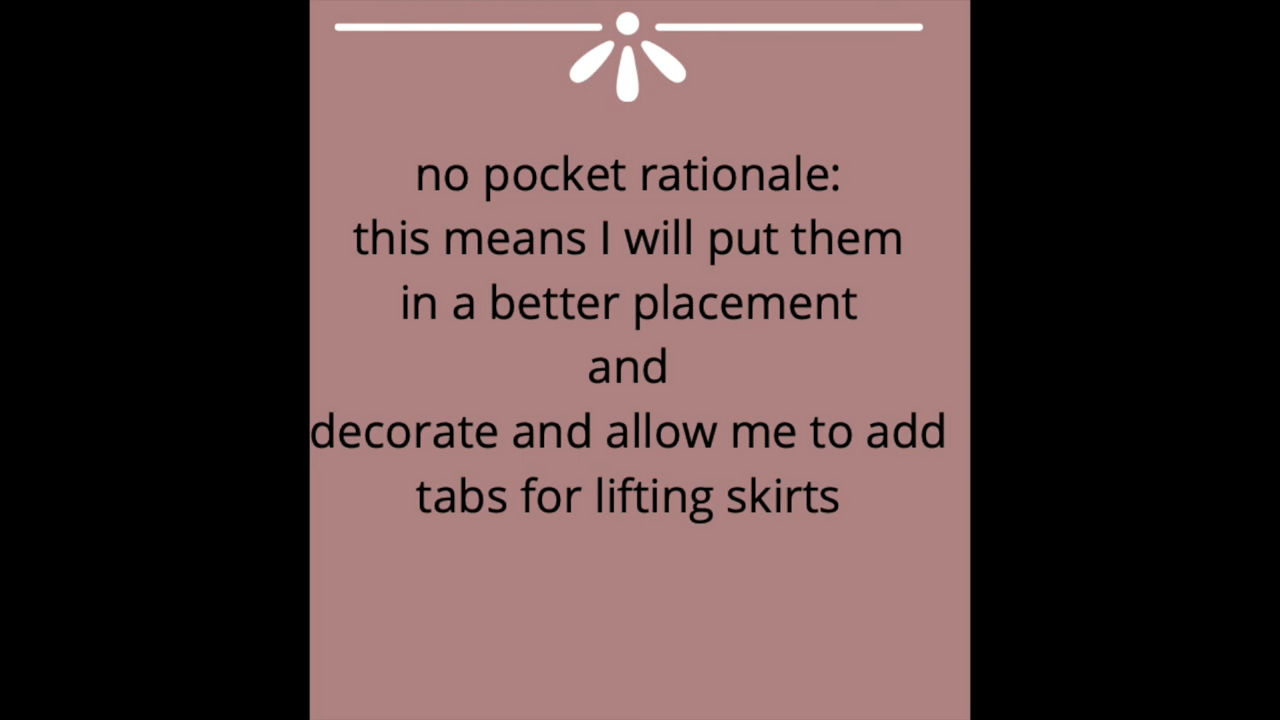 no pocket rationale:
this means I will put them
in a better placement
and
decorate and allow me to add
tabs for lifting skirts